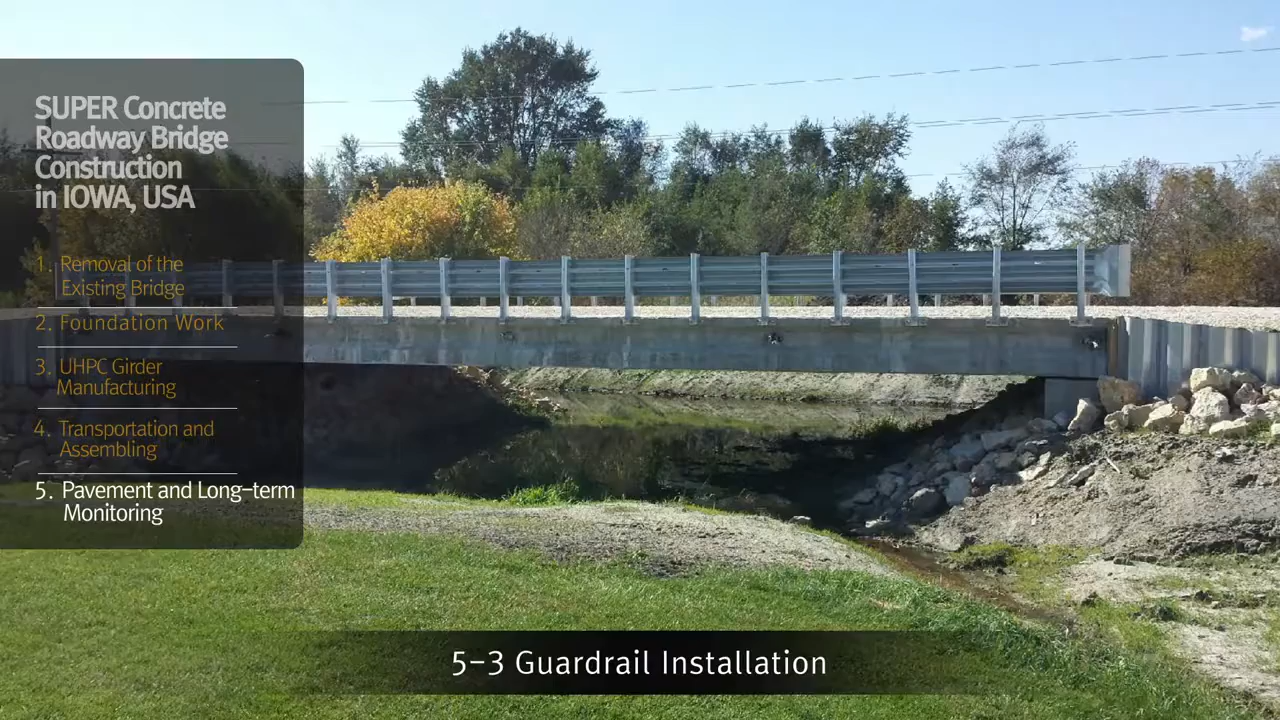 SUPER Concrete
Roadway Bridge
Construction
in IOWA, USA
1. Removal of the
Existing Bridge
2. Foundation Work
3. UHPC Girder
Manufacturing
4. Transportation and
Assembling
5. Pavement and Long-term
Monitoring
5-3 Guardrail Installation